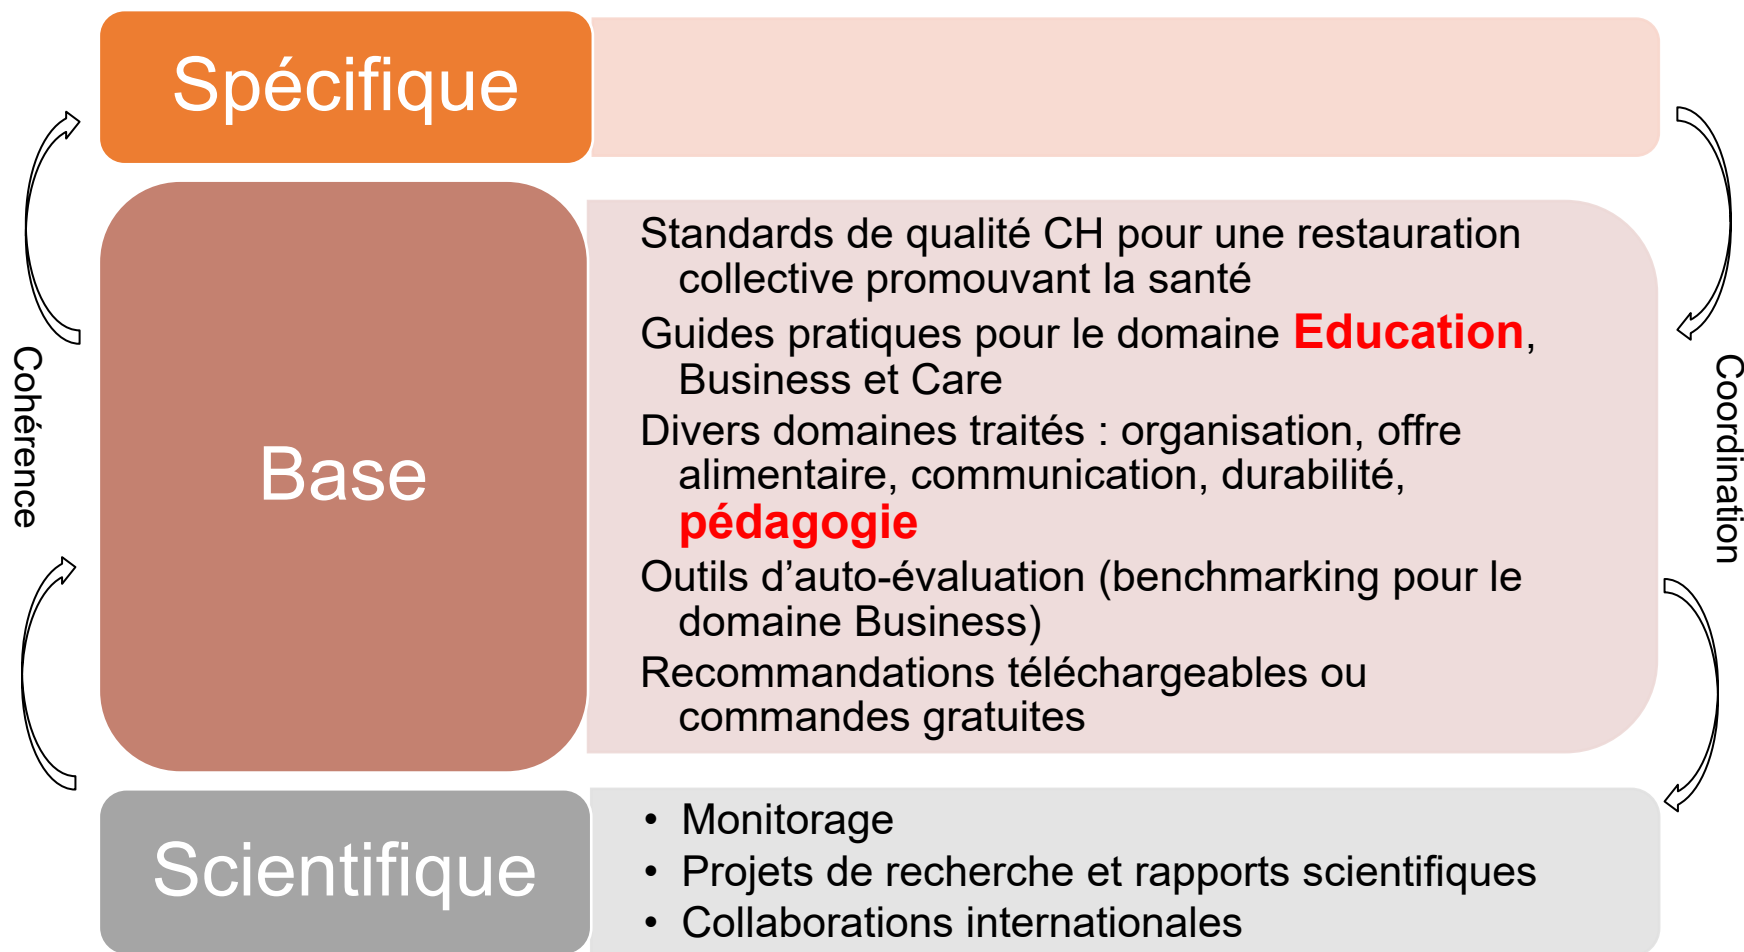 Spécifique
Standards de qualité CH pour une restauration
collective promouvant la santé
Guides pratiques pour le domaine Education,
Business et Care
Divers domaines traités : organisation, offre
alimentaire, communication, durabilité,
pédagogie
Outils d’auto-évaluation (benchmarking pour le
domaine Business)
Recommandations téléchargeables ou
commandes gratuites
Base
Cohérence
Coordination
Scientifique
• Monitorage
• Projets de recherche et rapports scientifiques
• Collaborations internationales